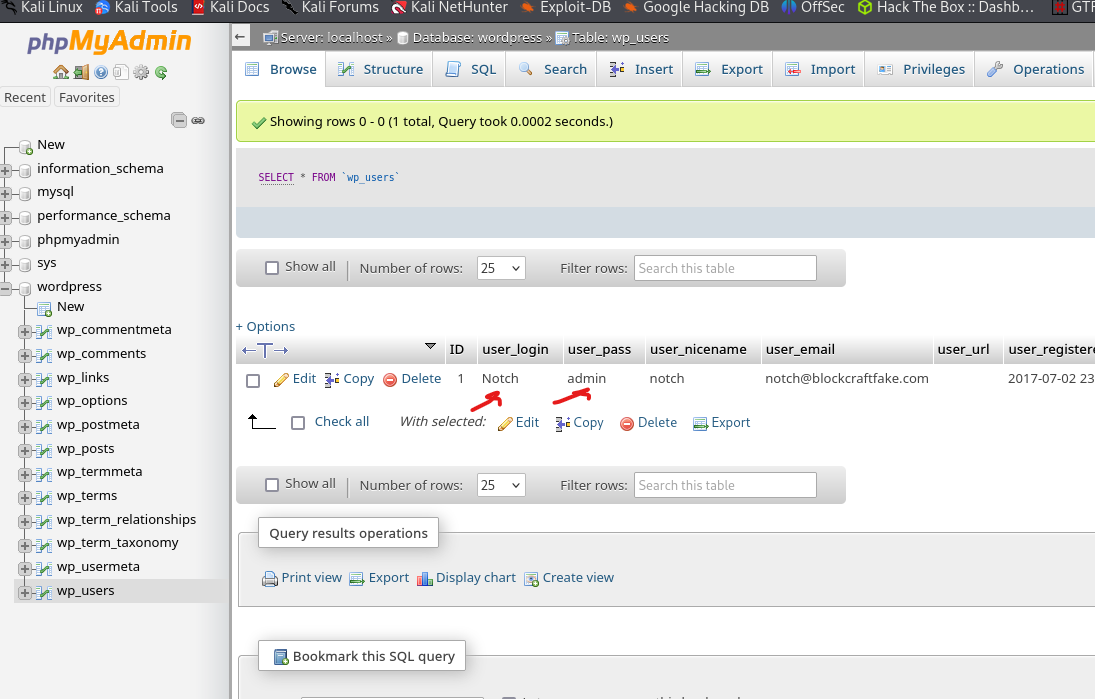 Kali Linux Kali Tools Kali Docs Kali Forums Kali NetHunter Exploit-DB Google Hacking DB OffSec Hack The Box :: Dashb… GTF
phpMyAdmin
Recent Favorites
New
information_schema
mysql
performance_schema
phpmyadmin
sys
wordpress
New
wp_commentmeta
wp_comments
wp_links
wp_options
wp_postmeta
wp_posts
wp_termmeta
wp_terms
wp_term_relationships
wp_term_taxonomy
wp_usermeta
wp_users
Server: localhost » Database: wordpress » Table: wp_users
Browse Structure SQL Search Insert Export Import Privileges Operations
Showing rows 0 - 0 (1 total, Query took 0.0002 seconds.)
SELECT * FROM `wp_users`
Show all Number of rows: 25 Filter rows: Search this table
+ Options
←T→ ID user_login user_pass user_nicename user_email user_url user_registere
Edit Copy Delete 1 Notch admin notch notch@blockcraftfake.com 2017-07-02 23
Check all With selected: Edit Copy Delete Export
Show all Number of rows: 25 Filter rows: Search this table
Query results operations
Print view Export Display chart Create view
Bookmark this SQL query